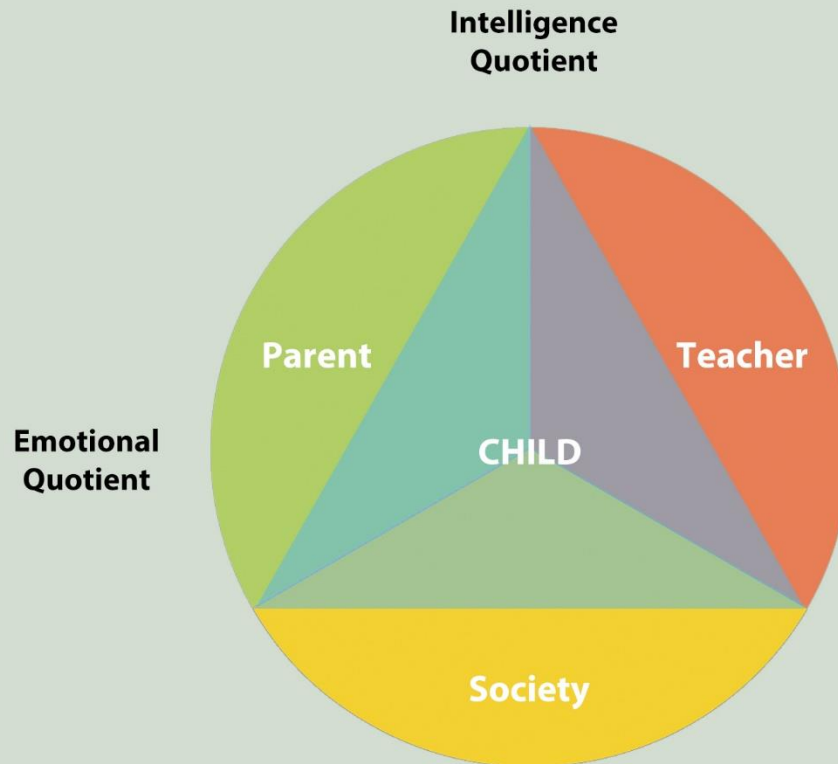 Intelligence
Quotient
Parent
Teacher
Emotional
Quotient
CHILD
Society